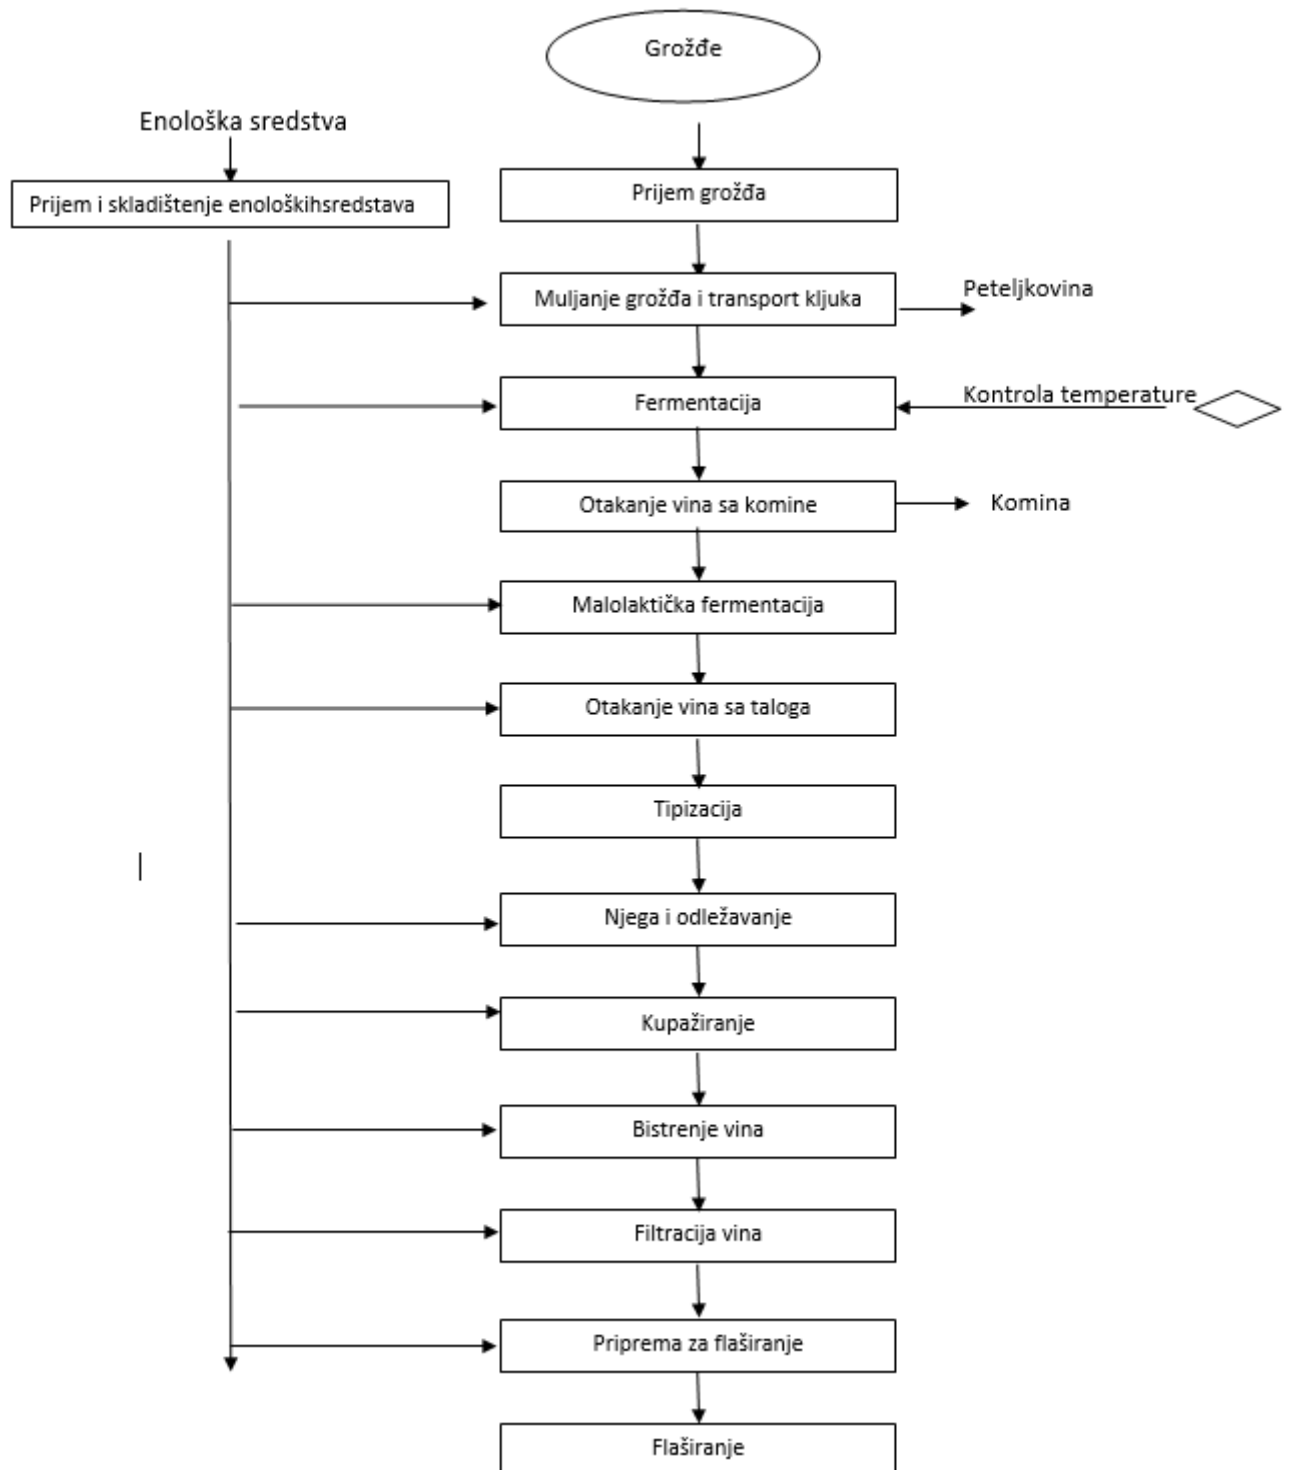 Grožđe
Enološka sredstva
Prijem i skladištenje enološkihsredstava
Prijem grožđa
Muljanje grožđa i transport kljuka
Peteljkovina
Fermentacija
Kontrola temperature
Otakanje vina sa komine
Komina
Malolaktička fermentacija
Otakanje vina sa taloga
Tipizacija
Njega i odležavanje
Kupažiranje
Bistrenje vina
Filtracija vina
Priprema za flaširanje
Flaširanje